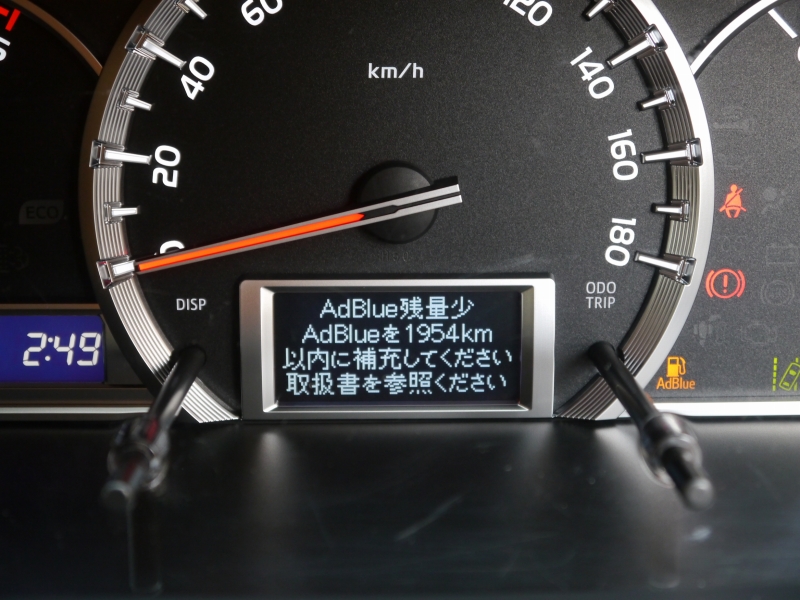 60
120
40
km/h
140
20
160
ECO
0
180
DISP
ODO
TRIP
AdBlue残量少
AdBlueを1954km
以内に補充してください
取扱書を参照ください
2:49
AdBlue